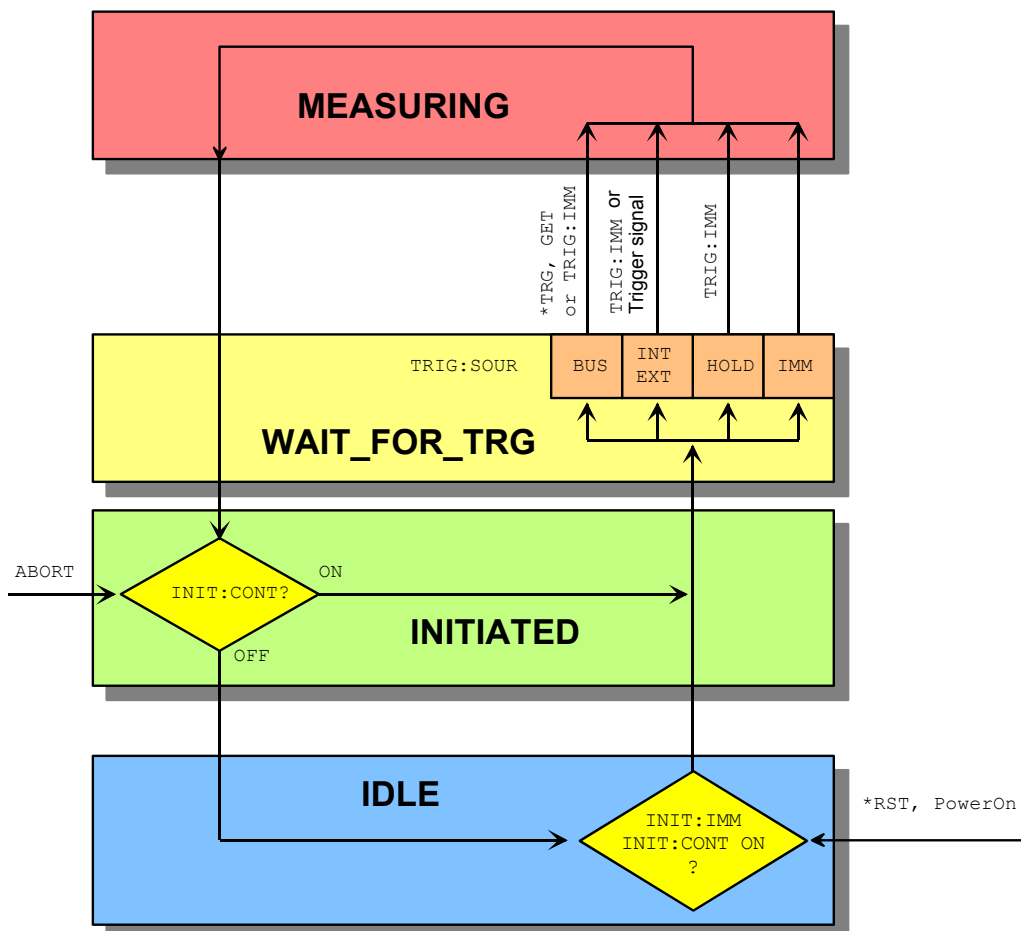 MEASURING
*TRG, GET
or TRIG:IMM
TRIG:IMM or
Trigger signal
TRIG:IMM
TRIG:SOUR
BUS
INT
EXT
HOLD
IMM
WAIT_FOR_TRG
ABORT
INIT:CONT?
ON
INITIATED
OFF
IDLE
INIT:IMM
INIT:CONT ON
?
*RST, PowerOn